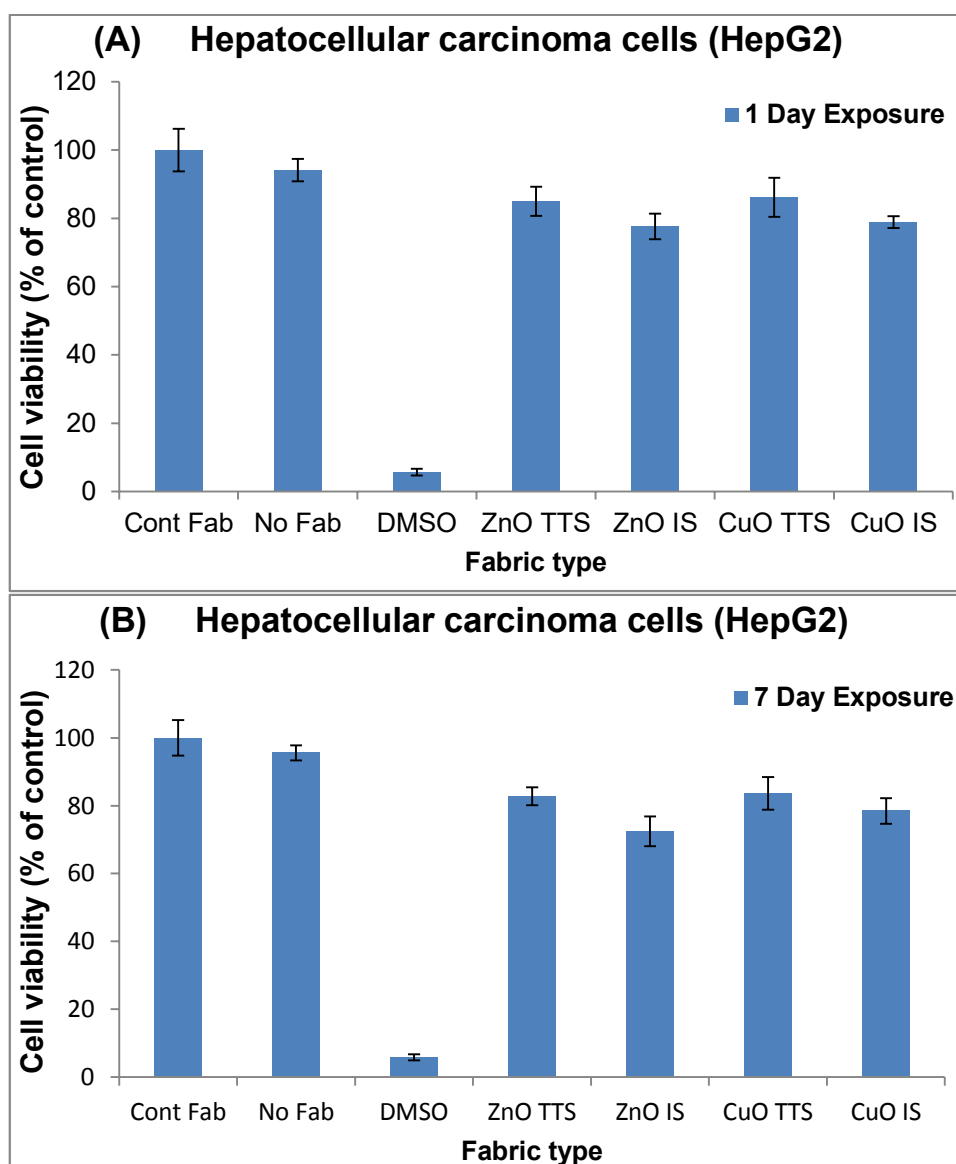 (A) Hepatocellular carcinoma cells (HepG2)
120
1 Day Exposure
100
80
60
40
20
0
Cell viability (% of control)
Cont Fab No Fab DMSO ZnO TTS ZnO IS CuO TTS CuO IS
Fabric type
(B) Hepatocellular carcinoma cells (HepG2)
120
7 Day Exposure
100
80
60
40
20
0
Cell viability (% of control)
Cont Fab No Fab DMSO ZnO TTS ZnO IS CuO TTS CuO IS
Fabric type